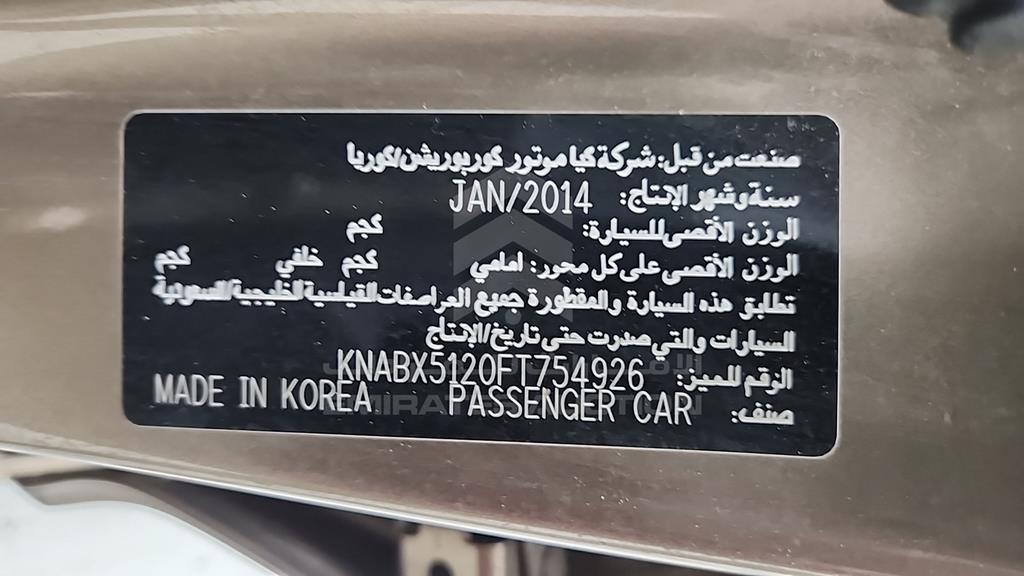 صنعت من قبل: شركة كيا موتور كوربوريشن/كوريا
سنة وشهر الإنتاج: JAN/2014
الوزن الأقصى للسيارة: كجم
الوزن الأقصى على كل محور: امامي كجم خلفي كجم
تطابق هذه السيارة والمقطورة جميع المراصفات القياسية الخليجية/السعودية
السيارات والتي صدرت حتى تاريخ/الإنتاج
الرقم المميز: KNABX5120FT754926
صنف: PASSENGER CAR MADE IN KOREA